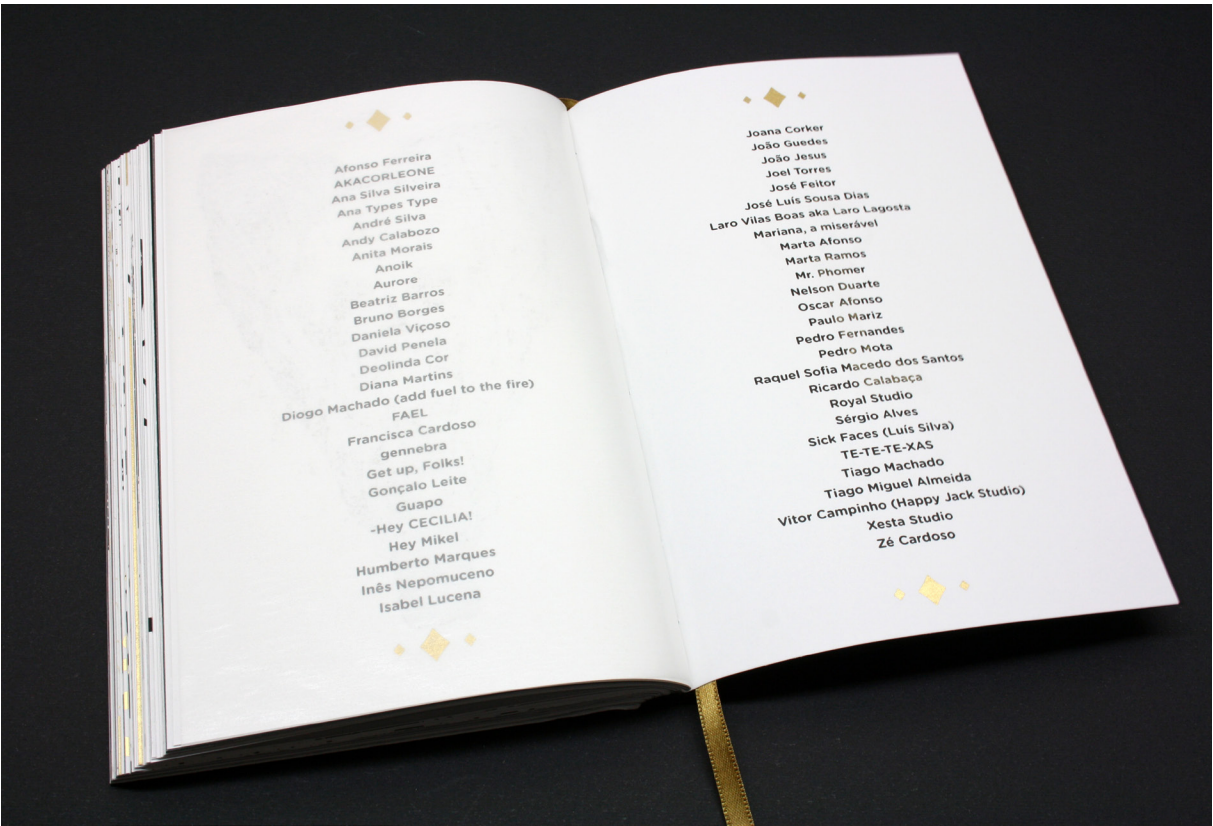 Afonso Ferreira
AKACORLEONE
Ana Silva Silveira
Ana Types Type
André Silva
Andy Calabozo
Anita Morais
Anoik
Aurore
Beatriz Barros
Bruno Borges
Daniela Viçoso
David Penela
Deolinda Cor
Diana Martins
Diogo Machado (add fuel to the fire)
FAEL
Francisca Cardoso
gennebra
Get up, Folks!
Gonçalo Leite
Guapo
-Hey CECILIA!
Hey Mikel
Humberto Marques
Inês Nepomuceno
Isabel Lucena
Joana Corker
João Guedes
João Jesus
Joel Torres
José Feitor
José Luís Sousa Dias
Laro Vilas Boas aka Laro Lagosta
Mariana, a miserável
Marta Afonso
Marta Ramos
Mr. Phomer
Nelson Duarte
Oscar Afonso
Paulo Mariz
Pedro Fernandes
Pedro Mota
Raquel Sofia Macedo dos Santos
Ricardo Calabaça
Royal Studio
Sérgio Alves
Sick Faces (Luís Silva)
TE-TE-TE-XAS
Tiago Machado
Tiago Miguel Almeida
Vitor Campinho (Happy Jack Studio)
Xesta Studio
Zé Cardoso